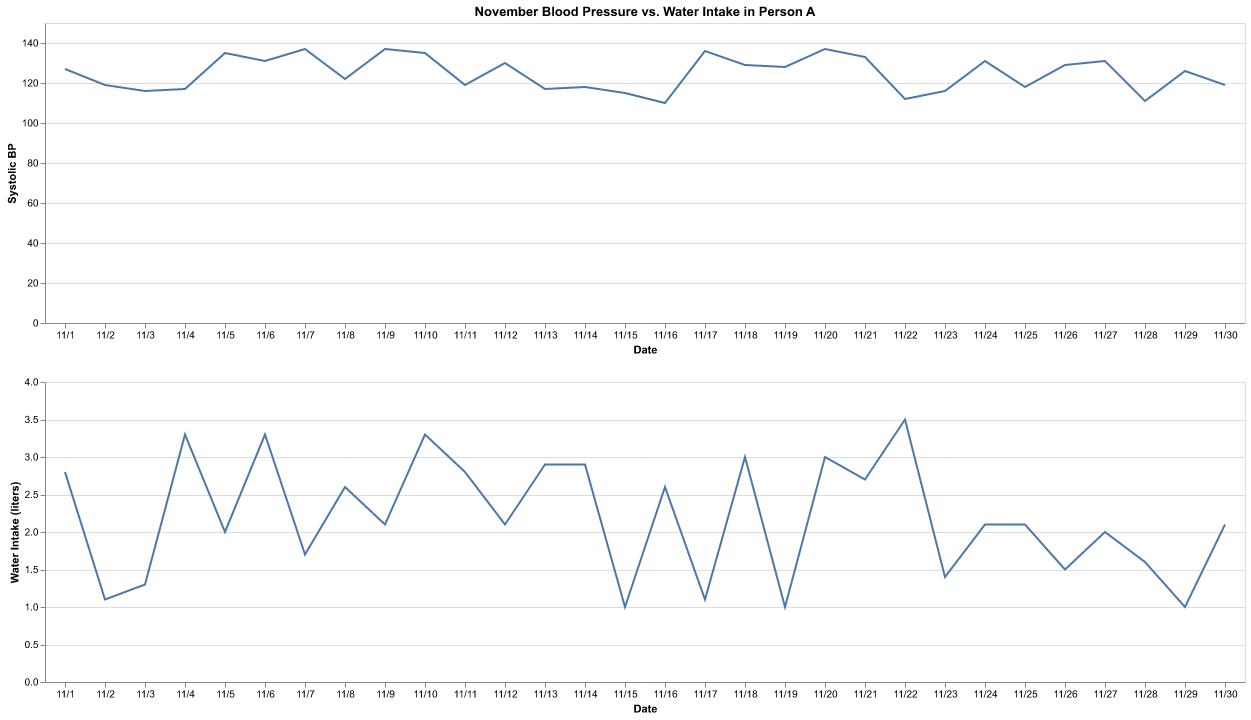 November Blood Pressure vs. Water Intake in Person A
Systolic BP
140
120
100
80
60
40
20
0
11/1 11/2 11/3 11/4 11/5 11/6 11/7 11/8 11/9 11/10 11/11 11/12 11/13 11/14 11/15 11/16 11/17 11/18 11/19 11/20 11/21 11/22 11/23 11/24 11/25 11/26 11/27 11/28 11/29 11/30
Date
Water Intake (liters)
4.0
3.5
3.0
2.5
2.0
1.5
1.0
0.5
0.0
11/1 11/2 11/3 11/4 11/5 11/6 11/7 11/8 11/9 11/10 11/11 11/12 11/13 11/14 11/15 11/16 11/17 11/18 11/19 11/20 11/21 11/22 11/23 11/24 11/25 11/26 11/27 11/28 11/29 11/30
Date